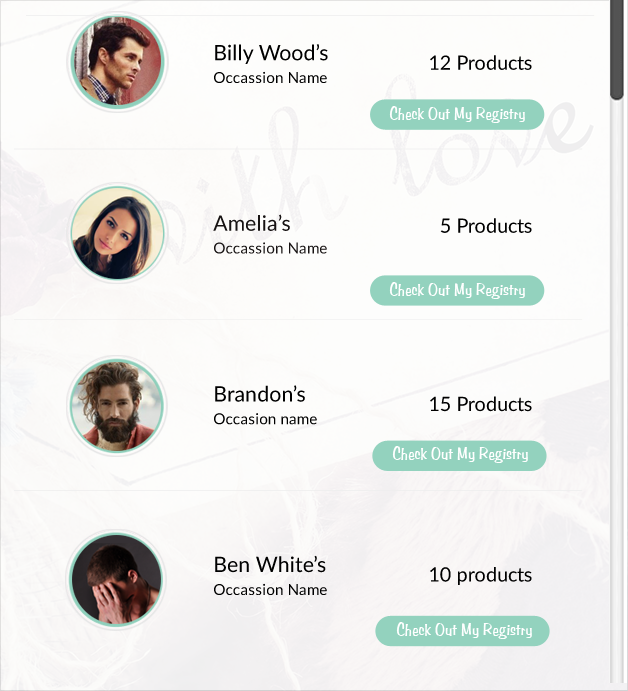 Billy Wood's
Occassion Name
12 Products
Check Out My Registry
with love
Amelia's
Occassion Name
5 Products
Check Out My Registry
Brandon's
Occasion name
15 Products
Check Out My Registry
Ben White's
Occassion Name
10 products
Check Out My Registry